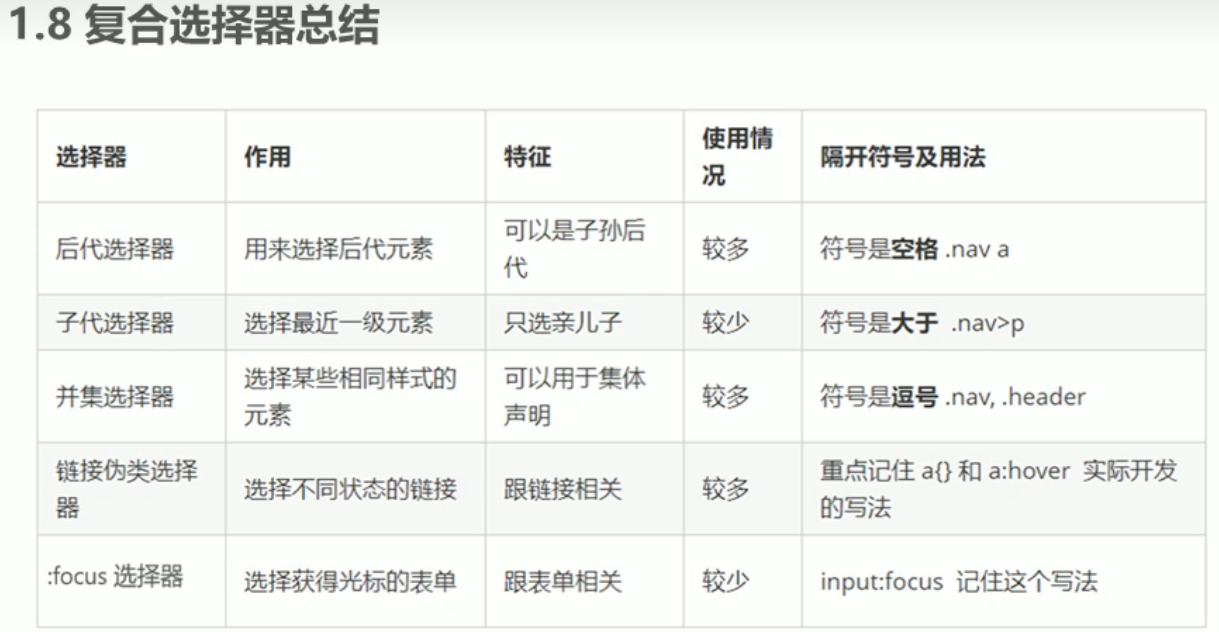 1.8 复合选择器总结
选择器 作用 特征 使用情
况 隔开符号及用法
后代选择器 用来选择后代元素 可以是子孙后
代 较多 符号是空格 .nav a
子代选择器 选择最近一级元素 只选亲儿子 较少 符号是大于 .nav>p
并集选择器 选择某些相同样式的
元素 可以用于集体
声明 较多 符号是逗号 .nav, .header
链接伪类选择
器 选择不同状态的链接 跟链接相关 较多 重点记住 a{} 和 a:hover 实际开发
的写法
:focus 选择器 选择获得光标的表单 跟表单相关 较少 input:focus 记住这个写法